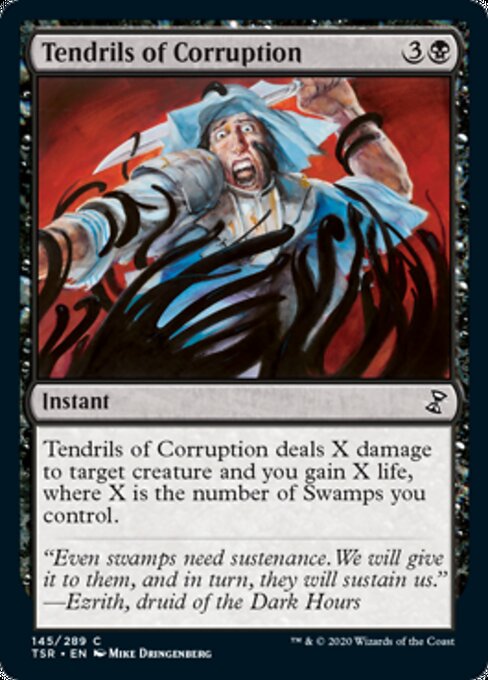 Tendrils of Corruption 3
Instant
Tendrils of Corruption deals X damage
to target creature and you gain X life,
where X is the number of Swamps you
control.
“Even swamps need sustenance. We will give
it to them, and in turn, they will sustain us.”
—Ezrith, druid of the Dark Hours
145/289 C
TSR • EN Mike Dringenberg
™ & © 2020 Wizards of the Coast